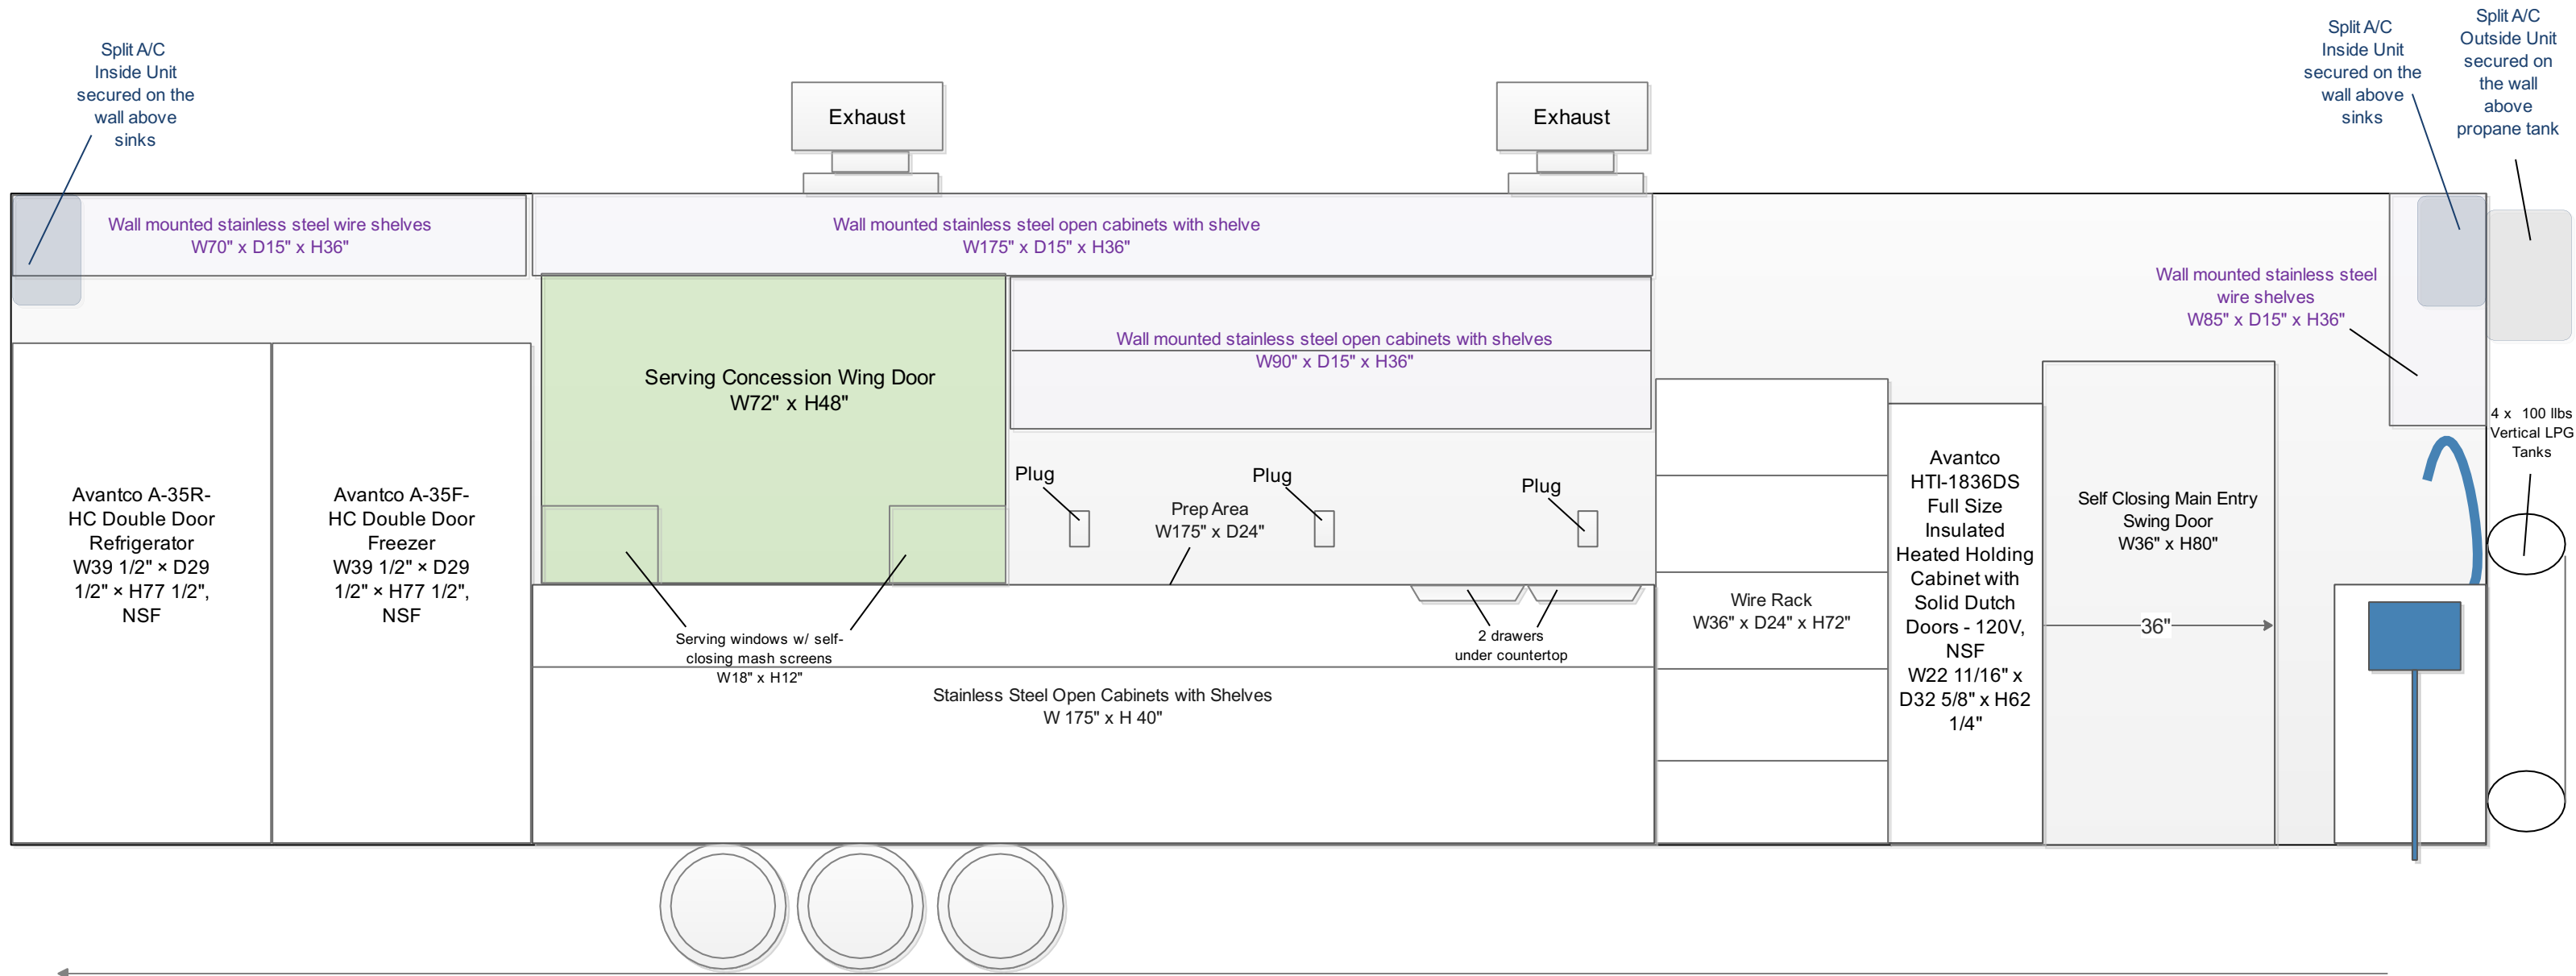 Split A/C
Inside Unit
secured on the
wall above
sinks
Exhaust
Exhaust
Split A/C
Inside Unit
secured on the
wall above
sinks
Split A/C
Outside Unit
secured on
the wall
above
propane tank
Wall mounted stainless steel wire shelves
W70" x D15" x H36"
Wall mounted stainless steel open cabinets with shelve
W175" x D15" x H36"
Wall mounted stainless steel
wire shelves
W85" x D15" x H36"
Wall mounted stainless steel open cabinets with shelves
W90" x D15" x H36"
Serving Concession Wing Door
W72" x H48"
4 x 100 llbs
Vertical LPG
Tanks
Avantco A-35R-
HC Double Door
Refrigerator
W39 1/2" × D29
1/2" × H77 1/2",
NSF
Avantco A-35F-
HC Double Door
Freezer
W39 1/2" × D29
1/2" × H77 1/2",
NSF
Plug
Plug
Plug
Prep Area
W175" x D24"
Avantco
HTI-1836DS
Full Size
Insulated
Heated Holding
Cabinet with
Solid Dutch
Doors - 120V,
NSF
W22 11/16" x
D32 5/8" x H62
1/4"
Self Closing Main Entry
Swing Door
W36" x H80"
36"
Wire Rack
W36" x D24" x H72"
Serving windows w/ self-
closing mash screens
W18" x H12"
2 drawers
under countertop
Stainless Steel Open Cabinets with Shelves
W 175" x H 40"